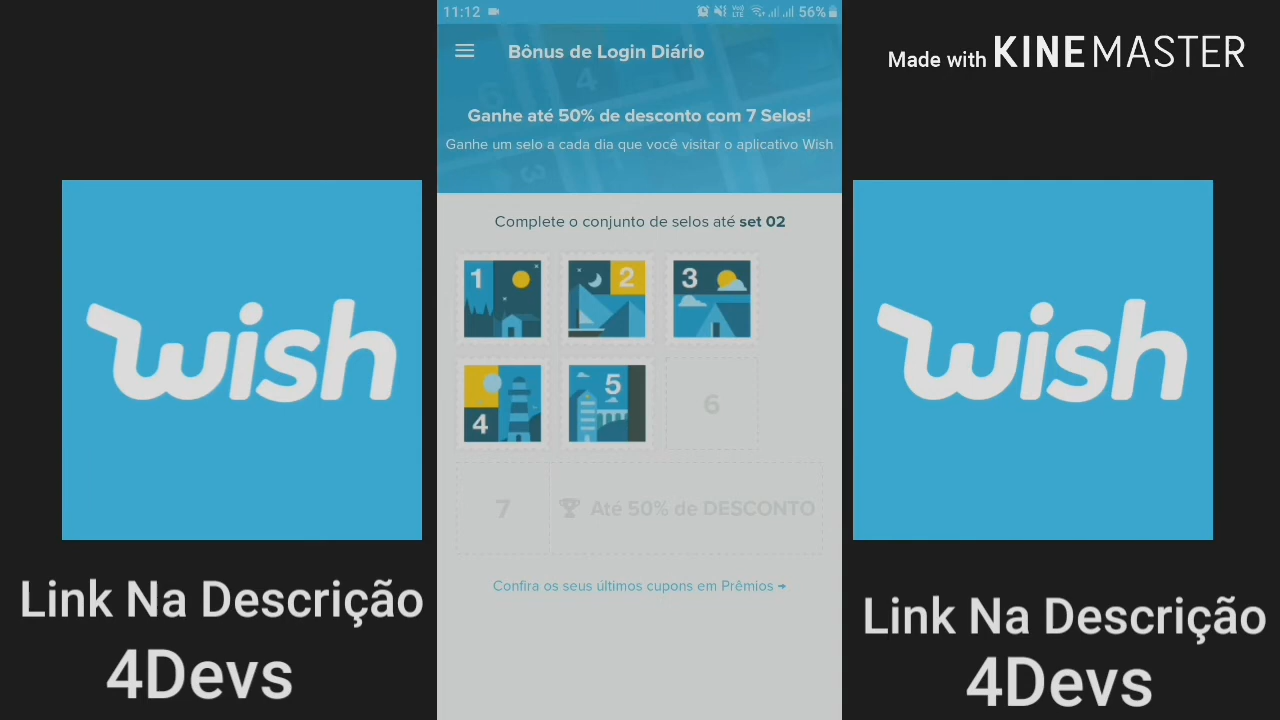 11:12
VoB LTE
56%
Made with KINEMASTER
Bônus de Login Diário
Ganhe até 50% de desconto com 7 Selos!
Ganhe um selo a cada dia que você visitar o aplicativo Wish
Complete o conjunto de selos até set 02
1 2 3
4 5 6
7 Até 50% de DESCONTO
Confira os seus últimos cupons em Prêmios →
wish
Link Na Descrição
4Devs
wish
Link Na Descrição
4Devs